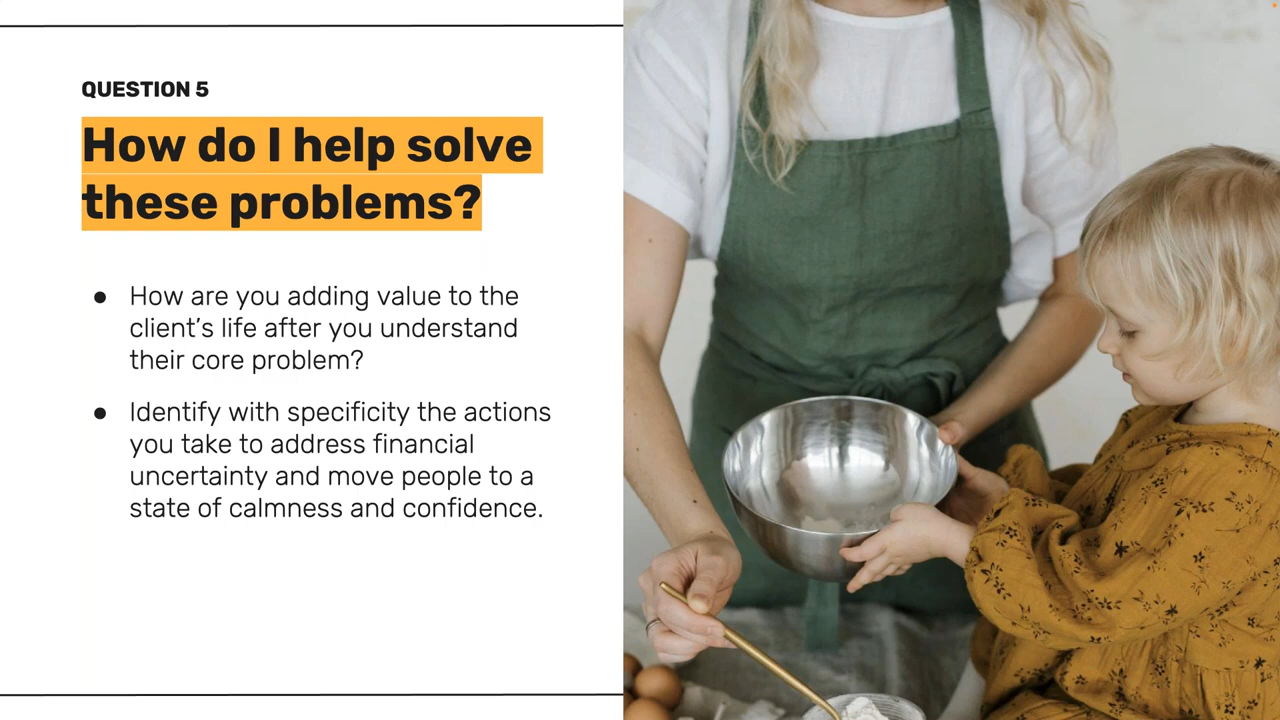 QUESTION 5
How do I help solve
these problems?
● How are you adding value to the
client’s life after you understand
their core problem?
● Identify with specificity the actions
you take to address financial
uncertainty and move people to a
state of calmness and confidence.